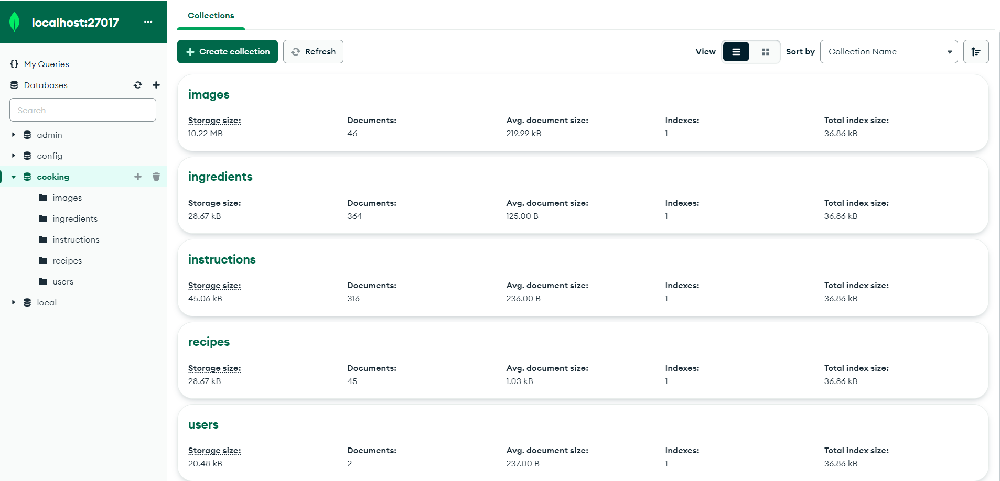 localhost:27017
My Queries
Databases
Search
admin
config
cooking
images
ingredients
instructions
recipes
users
local
Collections
Create collection Refresh View Sort by Collection Name
images
Storage size: Documents: Avg. document size: Indexes: Total index size:
10.22 MB 46 219.99 kB 1 36.86 kB
ingredients
Storage size: Documents: Avg. document size: Indexes: Total index size:
28.67 kB 364 125.00 B 1 36.86 kB
instructions
Storage size: Documents: Avg. document size: Indexes: Total index size:
45.06 kB 316 236.00 B 1 36.86 kB
recipes
Storage size: Documents: Avg. document size: Indexes: Total index size:
28.67 kB 45 1.03 kB 1 36.86 kB
users
Storage size: Documents: Avg. document size: Indexes: Total index size:
20.48 kB 2 237.00 B 1 36.86 kB